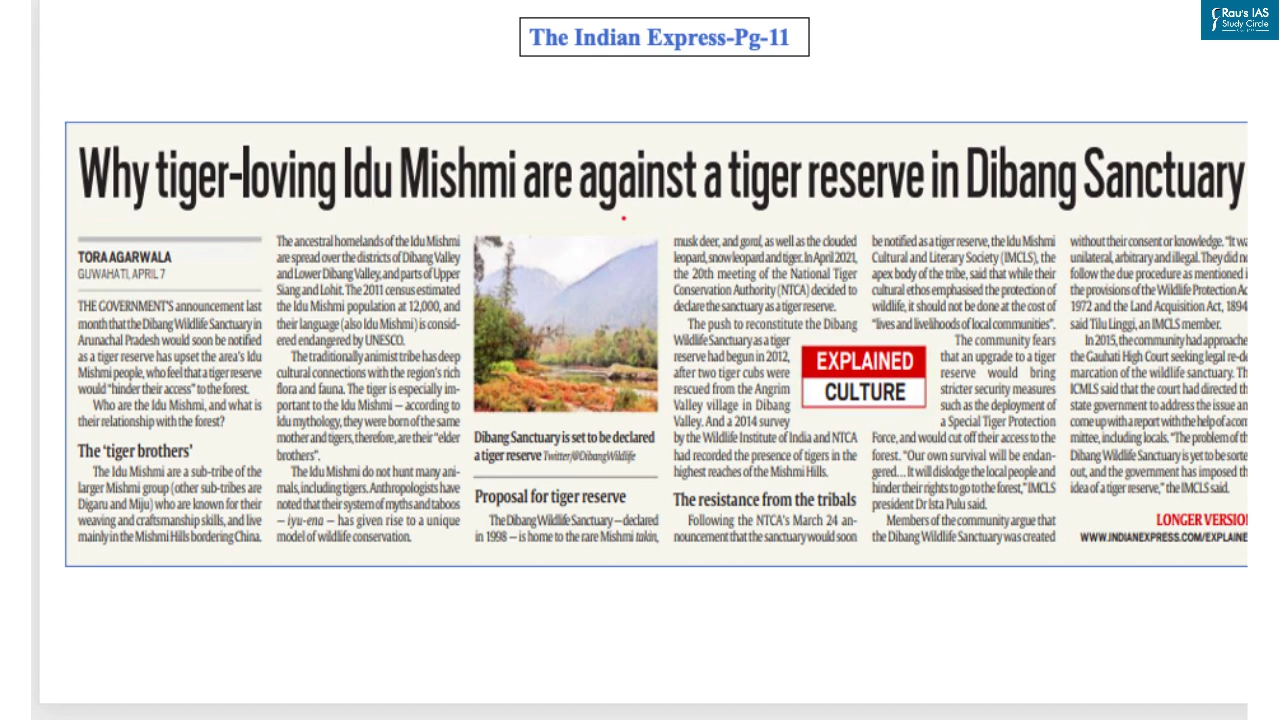 The Indian Express-Pg-11
Rau's IAS
Study Circle
Why tiger-loving Idu Mishmi are against a tiger reserve in Dibang Sanctuary
TORA AGARWALA
GUWAHATI, APRIL 7
THE GOVERNMENT'S announcement last
month that the Dibang Wildlife Sanctuary in
Arunachal Pradesh would soon be notified
as a tiger reserve has upset the area's Idu
Mishmi people, who feel that a tiger reserve
would "hinder their access" to the forest.
Who are the Idu Mishmi, and what is
their relationship with the forest?
The 'tiger brothers'
The Idu Mishmi are a sub-tribe of the
larger Mishmi group (other sub-tribes are
Digaru and Miju) who are known for their
weaving and craftsmanship skills, and live
mainly in the Mishmi Hills bordering China.
The ancestral homelands of the Idu Mishmi
are spread over the districts of Dibang Valley
and Lower Dibang Valley, and parts of Upper
Siang and Lohit. The 2011 census estimated
the Idu Mishmi population at 12,000, and
their language (also Idu Mishmi) is consid-
ered endangered by UNESCO.
The traditionally animist tribe has deep
cultural connections with the region's rich
flora and fauna. The tiger is especially im-
portant to the Idu Mishmi — according to
Idu mythology, they were born of the same
mother and tigers, therefore, are their "elder
brothers".
The Idu Mishmi do not hunt many ani-
mals, including tigers. Anthropologists have
noted that their system of myths and taboos
— iyu-ena — has given rise to a unique
model of wildlife conservation.
Dibang Sanctuary is set to be declared
a tiger reserve Twitter/@DibangWildlife
Proposal for tiger reserve
The Dibang Wildlife Sanctuary — declared
in 1998 — is home to the rare Mishmi takin,
musk deer, and goral, as well as the clouded
leopard, snow leopard and tiger. In April 2021,
the 20th meeting of the National Tiger
Conservation Authority (NTCA) decided to
declare the sanctuary as a tiger reserve.
The push to reconstitute the Dibang
Wildlife Sanctuary as a tiger
reserve had begun in 2012,
after two tiger cubs were
rescued from the Angrim
Valley village in Dibang
Valley. And a 2014 survey
by the Wildlife Institute of India and NTCA
had recorded the presence of tigers in the
highest reaches of the Mishmi Hills.
The resistance from the tribals
Following the NTCA's March 24 an-
nouncement that the sanctuary would soon
EXPLAINED
CULTURE
be notified as a tiger reserve, the Idu Mishmi
Cultural and Literary Society (IMCLS), the
apex body of the tribe, said that while their
cultural ethos emphasised the protection of
wildlife, it should not be done at the cost of
"lives and livelihoods of local communities".
The community fears
that an upgrade to a tiger
reserve would bring
stricter security measures
such as the deployment of
a Special Tiger Protection
Force, and would cut off their access to the
forest. "Our own survival will be endan-
gered... It will dislodge the local people and
hinder their rights to go to the forest," IMCLS
president Dr Ista Pulu said.
Members of the community argue that
the Dibang Wildlife Sanctuary was created
without their consent or knowledge. "It wa
unilateral, arbitrary and illegal. They did no
follow the due procedure as mentioned i
the provisions of the Wildlife Protection Ac
1972 and the Land Acquisition Act, 1894
said Tilu Linggi, an IMCLS member.
In 2015, the community had approache
the Gauhati High Court seeking legal re-de
marcation of the wildlife sanctuary. Th
ICMLS said that the court had directed th
state government to address the issue an
come up with a report with the help of a com
mittee, including locals. "The problem of th
Dibang Wildlife Sanctuary is yet to be sorte
out, and the government has imposed th
idea of a tiger reserve," the IMCLS said.
LONGER VERSIO
WWW.INDIANEXPRESS.COM/EXPLAINE